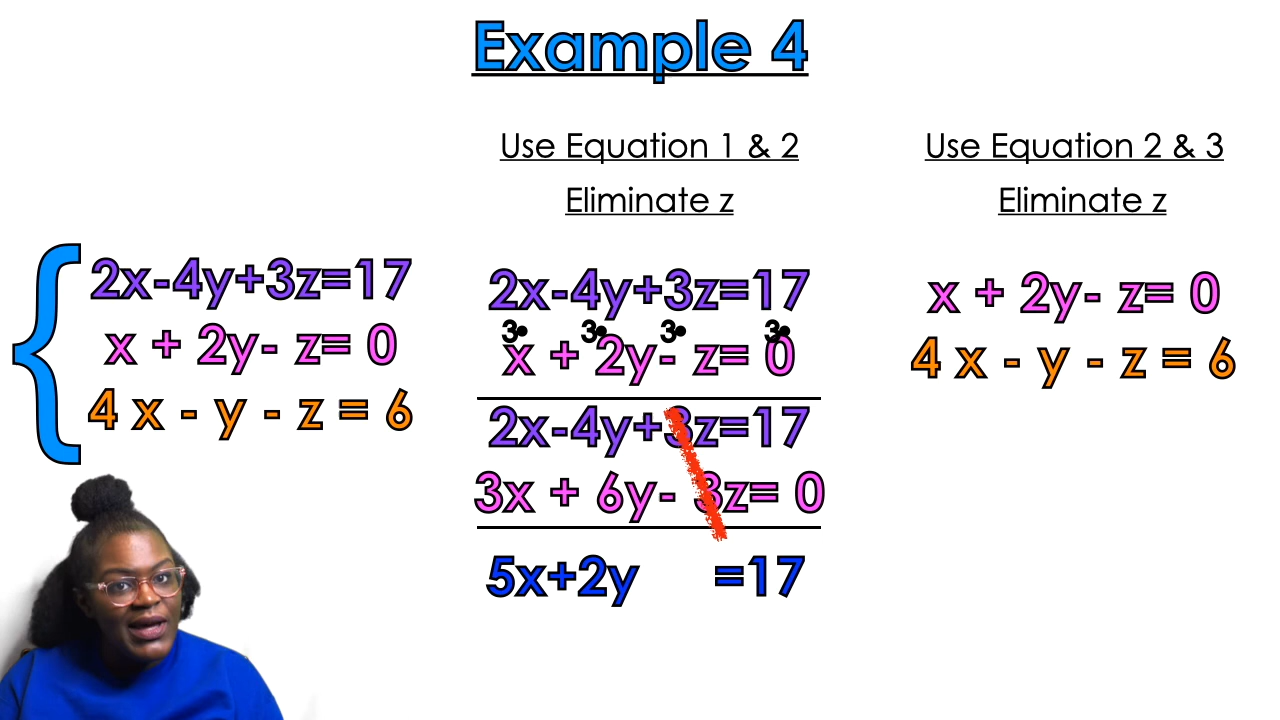 Example 4
Use Equation 1 & 2
Eliminate z
Use Equation 2 & 3
Eliminate z
2x-4y+3z=17
x + 2y- z= 0
4 x - y - z = 6
2x-4y+3z=17
3• 3• 3• 3•
x + 2y- z= 0
2x-4y+3z=17
3x + 6y- 3z= 0
5x+2y =17
x + 2y- z= 0
4 x - y - z = 6